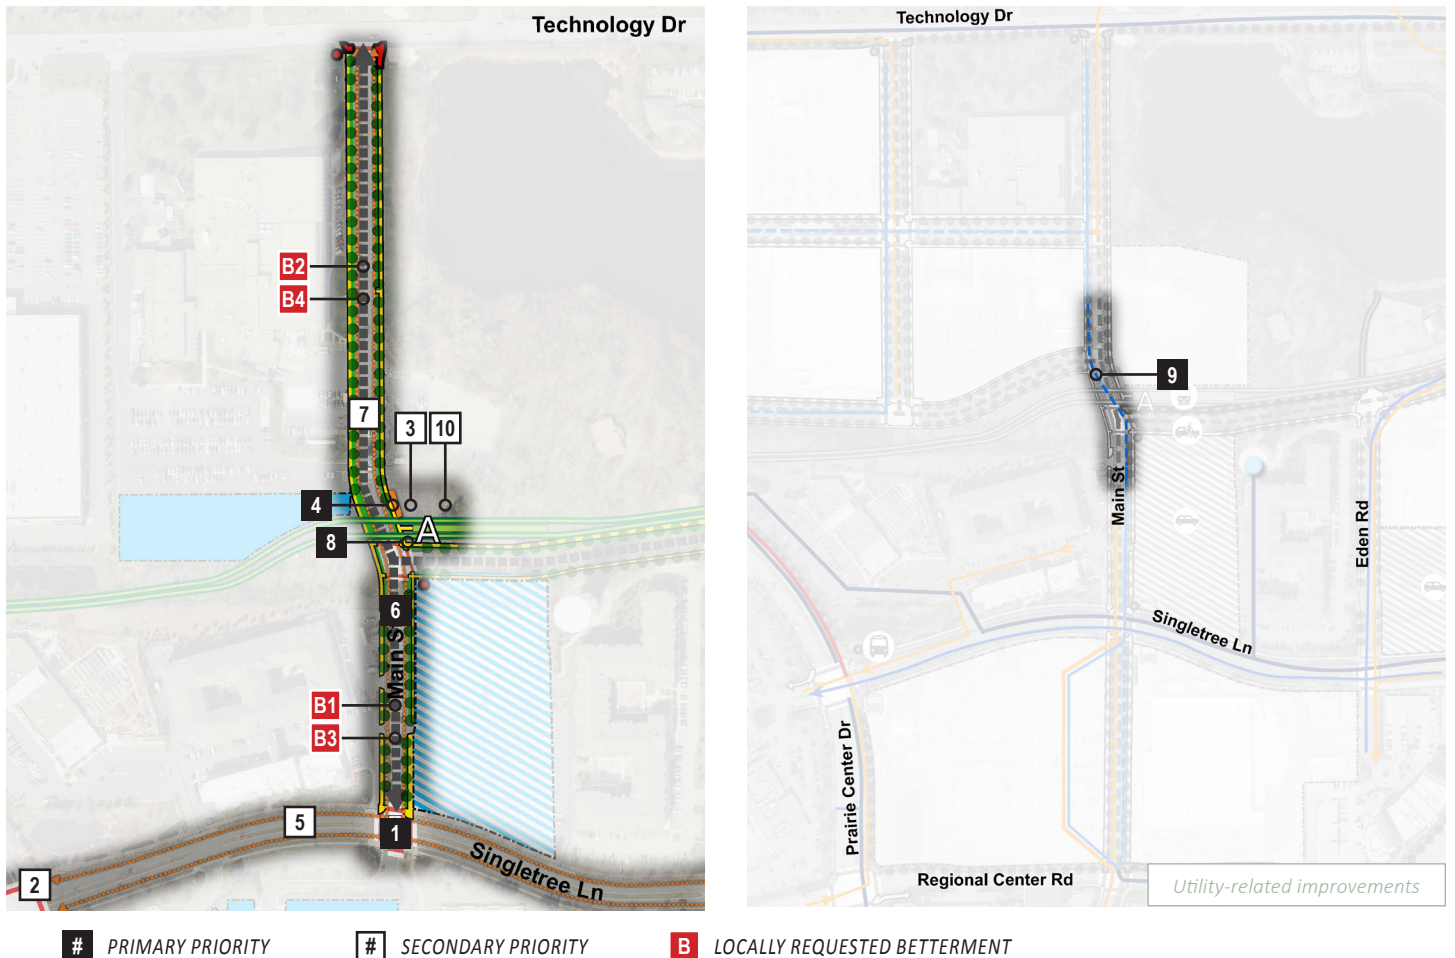 Technology Dr
B2
B4
7
3
10
4
A
8
6
Main S
B1
B3
5
1
Singletree Ln
2
Technology Dr
9
A
Main St
Eden Rd
Singletree Ln
Prairie Center Dr
Regional Center Rd
Utility-related improvements
# PRIMARY PRIORITY
# SECONDARY PRIORITY
B LOCALLY REQUESTED BETTERMENT